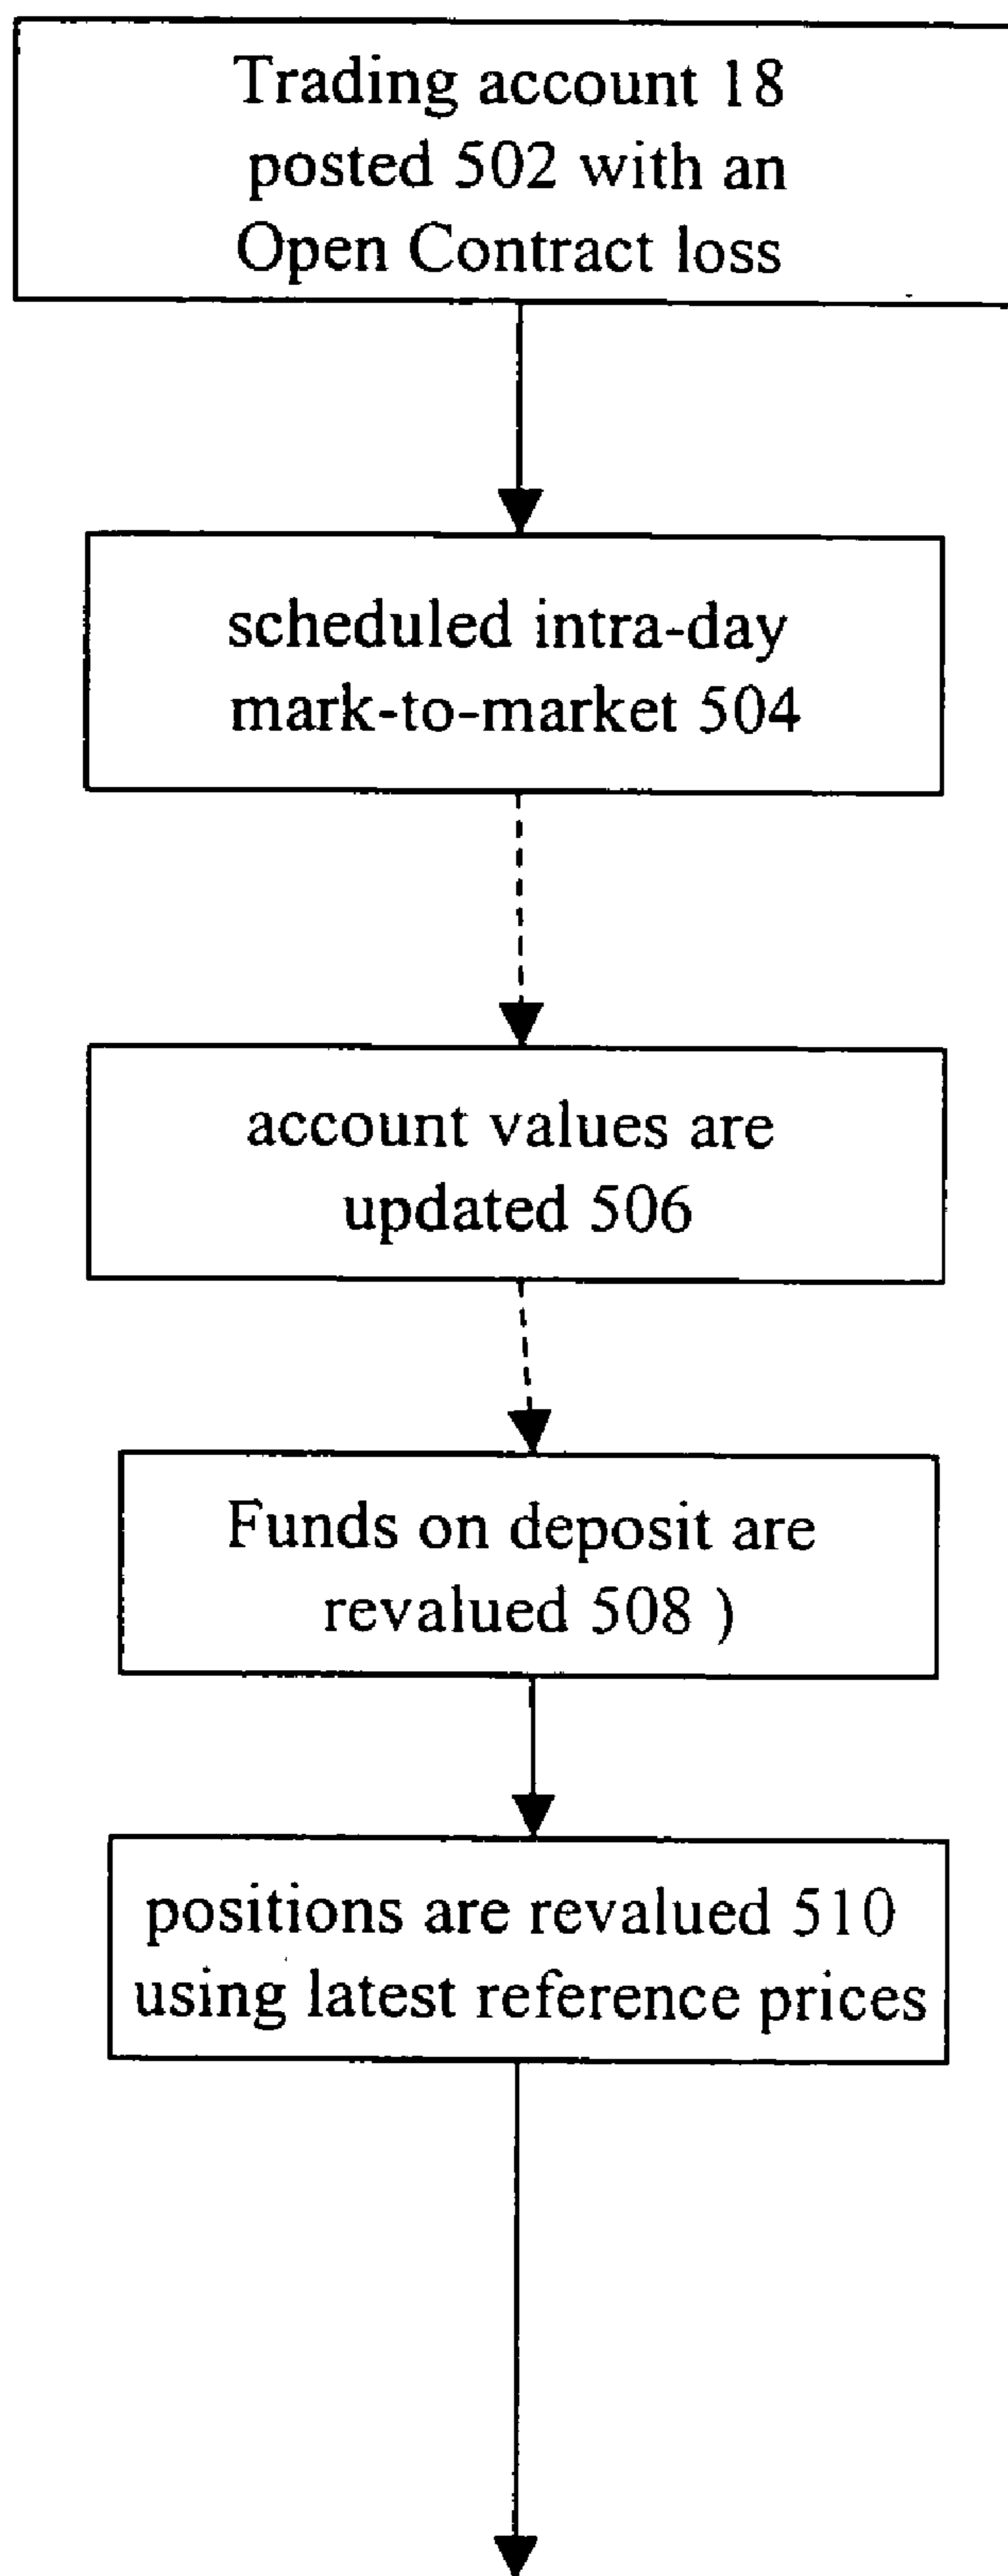 Trading account 18
posted 502 with an
Open Contract loss
scheduled intra-day
mark-to-market 504
account values are
updated 506
Funds on deposit are
revalued 508 )
positions are revalued 510
using latest reference prices